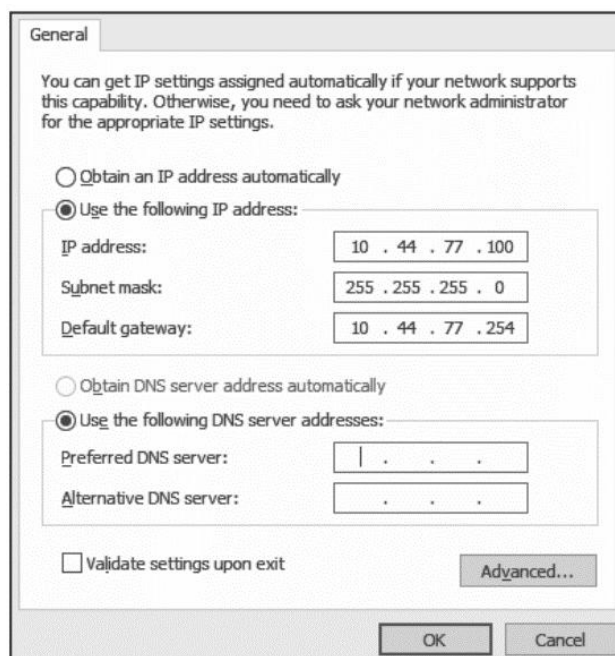 General
You can get IP settings assigned automatically if your network supports
this capability. Otherwise, you need to ask your network administrator
for the appropriate IP settings.
Obtain an IP address automatically
Use the following IP address:
IP address: 10 . 44 . 77 . 100
Subnet mask: 255 . 255 . 255 . 0
Default gateway: 10 . 44 . 77 . 254
Obtain DNS server address automatically
Use the following DNS server addresses:
Preferred DNS server: . . .
Alternative DNS server: . . .
Validate settings upon exit
Advanced...
OK Cancel